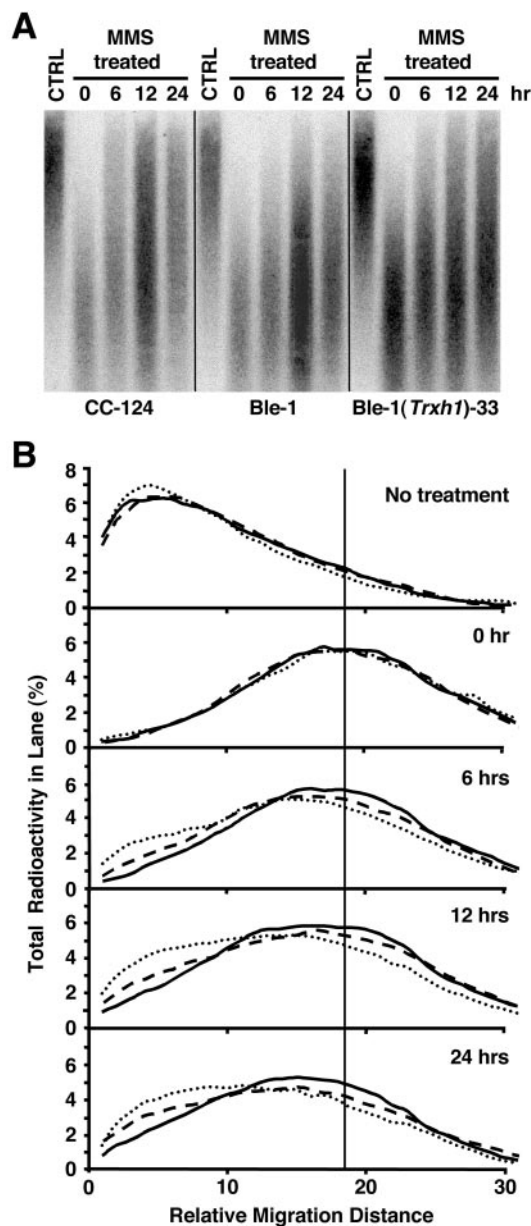 A
CTRL MMS treated CTRL MMS treated CTRL MMS treated
0 6 12 24 0 6 12 24 0 6 12 24 hr
CC-124 Ble-1 Ble-1(Trxh1)-33
B
Total Radioactivity in Lane (%)
8
6
4
2
0
No treatment
6
4
2
0
0 hr
6
4
2
0
6 hrs
6
4
2
0
12 hrs
6
4
2
0
24 hrs
0 10 20 30
Relative Migration Distance